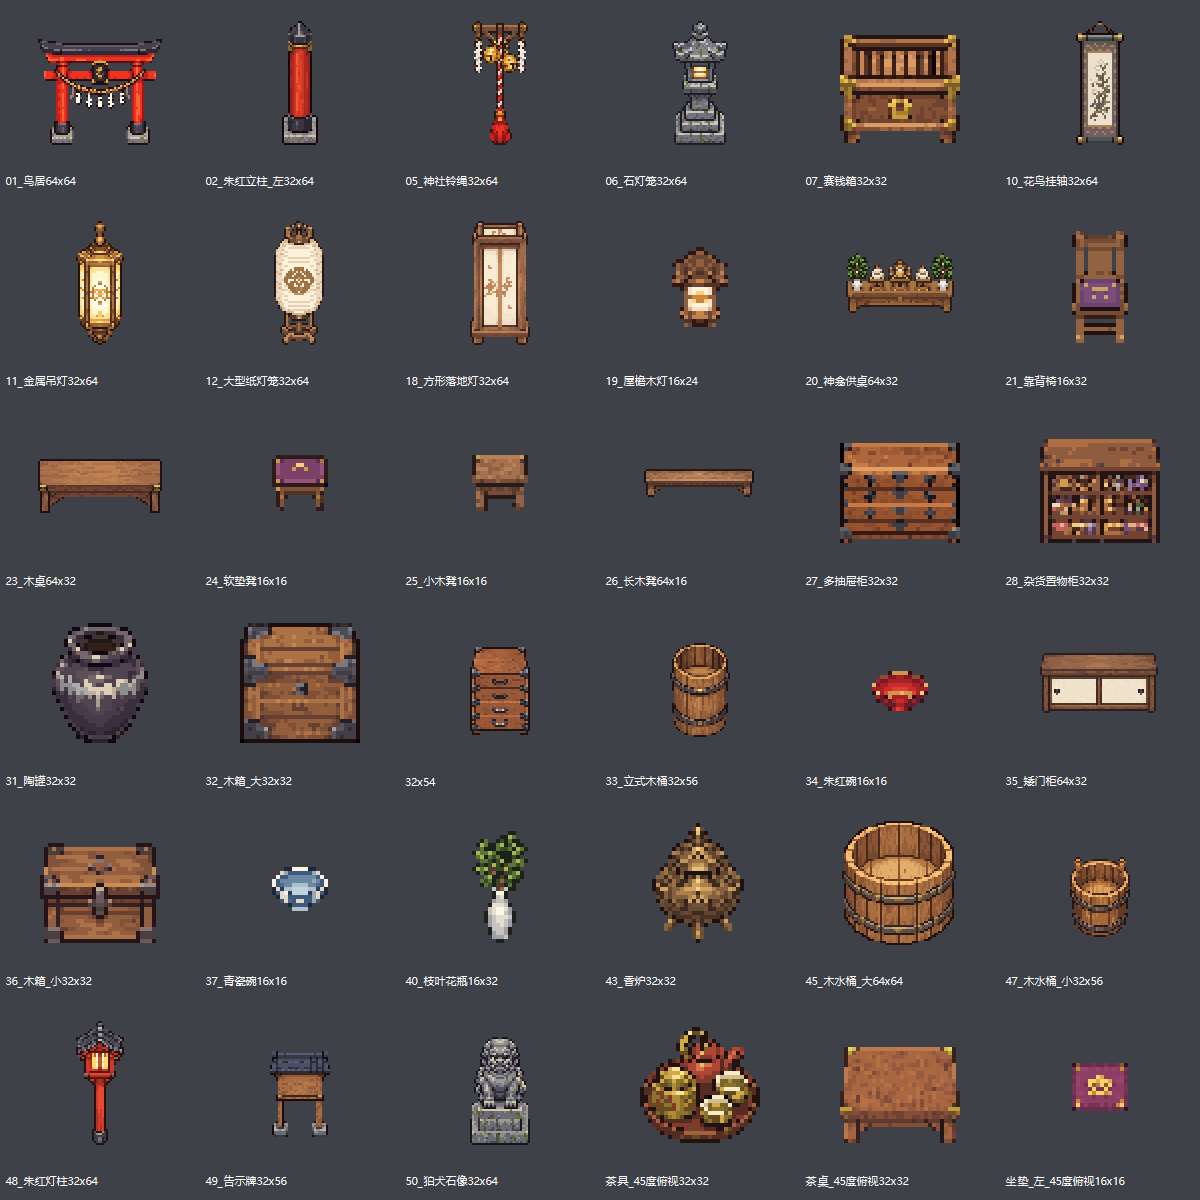 01_鸟居64x64
02_朱红立柱_左32x64
05_神社铃绳32x64
06_石灯笼32x64
07_赛钱箱32x32
10_花鸟挂轴32x64
11_金属吊灯32x64
12_大型纸灯笼32x64
18_方形落地灯32x64
19_屋檐木灯16x24
20_神龛供桌64x32
21_靠背椅16x32
23_木桌64x32
24_软垫凳16x16
25_小木凳16x16
26_长木凳64x16
27_多抽屉柜32x32
28_杂货置物柜32x32
31_陶罐32x32
32_木箱_大32x32
32x54
33_立式木桶32x56
34_朱红碗16x16
35_矮门柜64x32
36_木箱_小32x32
37_青瓷碗16x16
40_枝叶花瓶16x32
43_香炉32x32
45_木水桶_大64x64
47_木水桶_小32x56
48_朱红灯柱32x64
49_告示牌32x56
50_狛犬石像32x64
茶具_45度俯视32x32
茶桌_45度俯视32x32
坐垫_左_45度俯视16x16